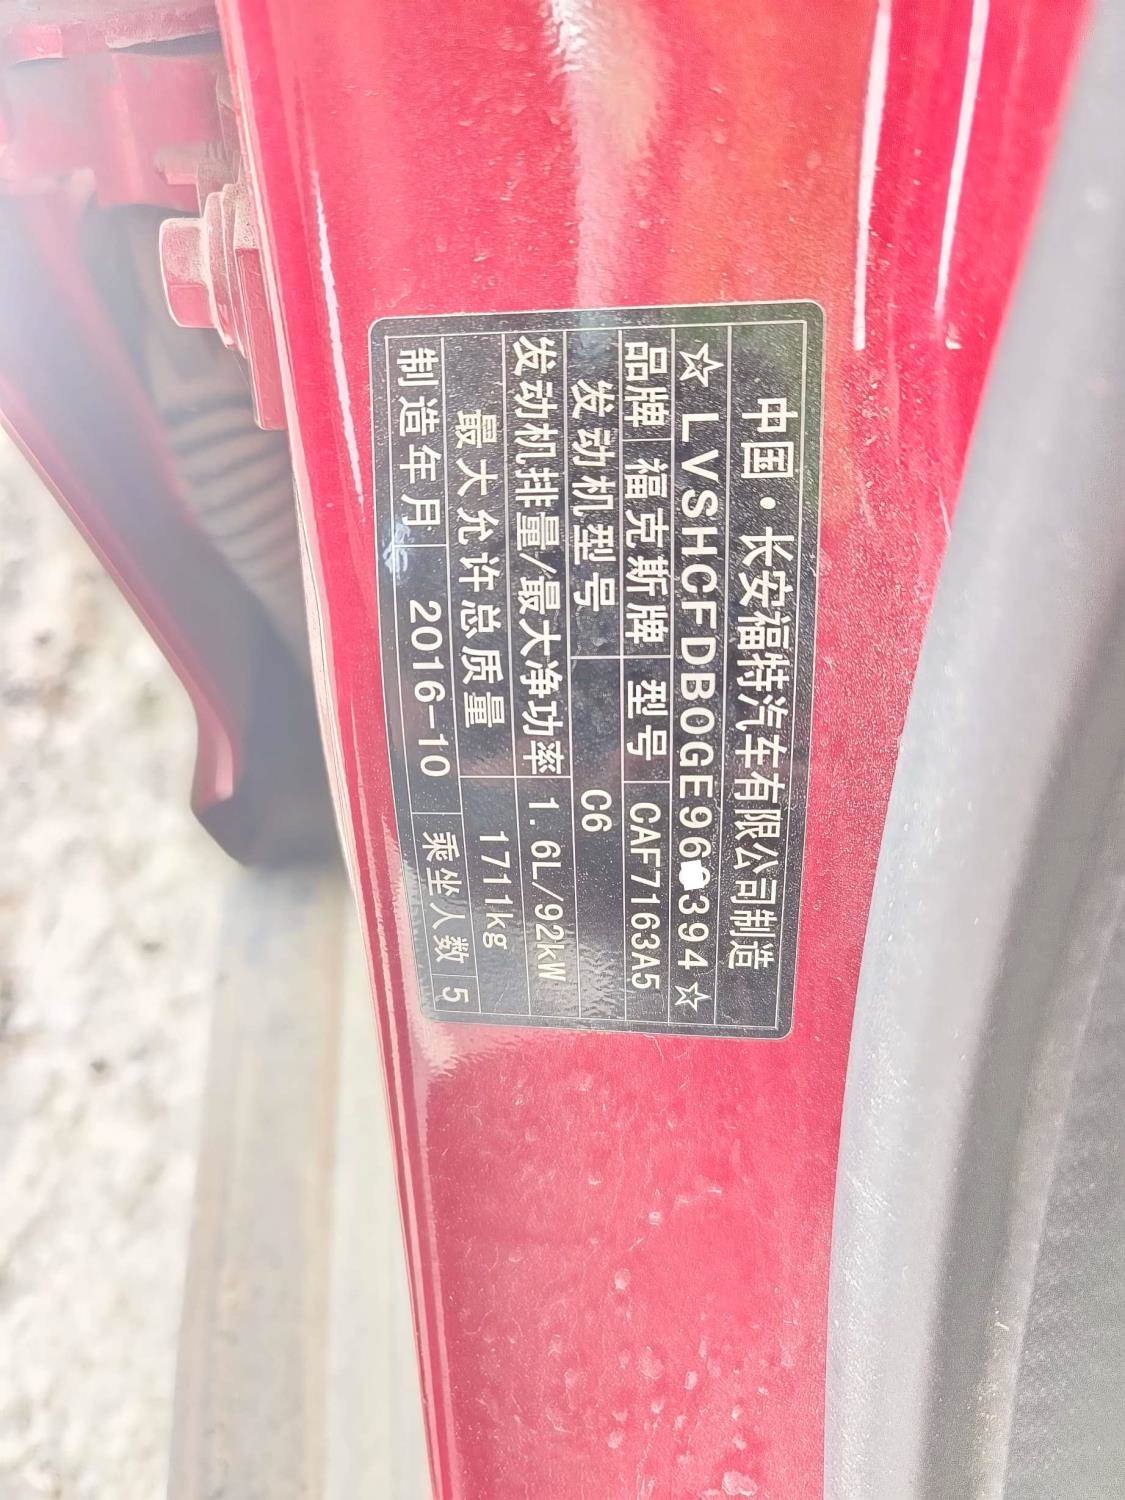 中国·长安福特汽车有限公司制造
☆LVSHCFDB0GE96 394☆
品牌 福克斯牌 型号 CAF7163A5
发动机型号 C6
发动机排量/最大净功率 1.6L/92kW
最大允许总质量 1711kg
制造年月 2016-10 乘坐人数 5